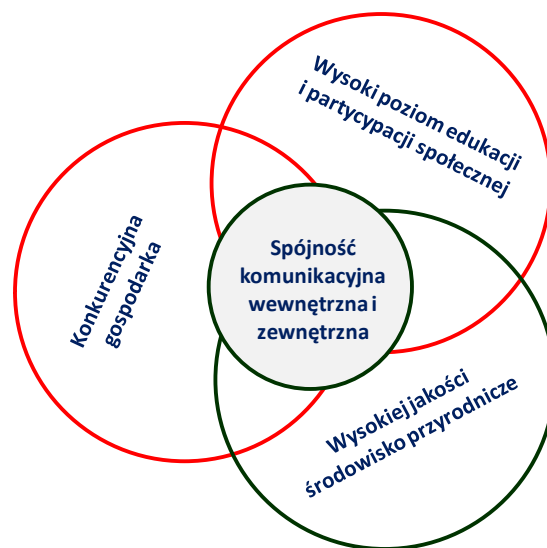 Wysoki poziom edukacji
i partycypacji społecznej
Konkurencyjna
gospodarka
Spójność
komunikacyjna
wewnętrzna i
zewnętrzna
Wysokiej jakości
środowisko przyrodnicze